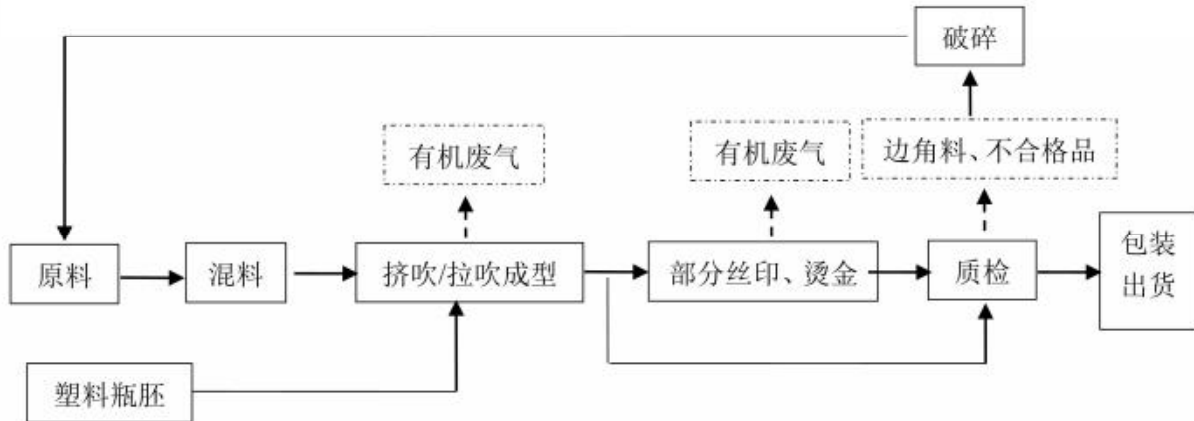 破碎
有机废气
有机废气
边角料、不合格品
原料
混料
挤吹/拉吹成型
部分丝印、烫金
质检
包装
出货
塑料瓶胚